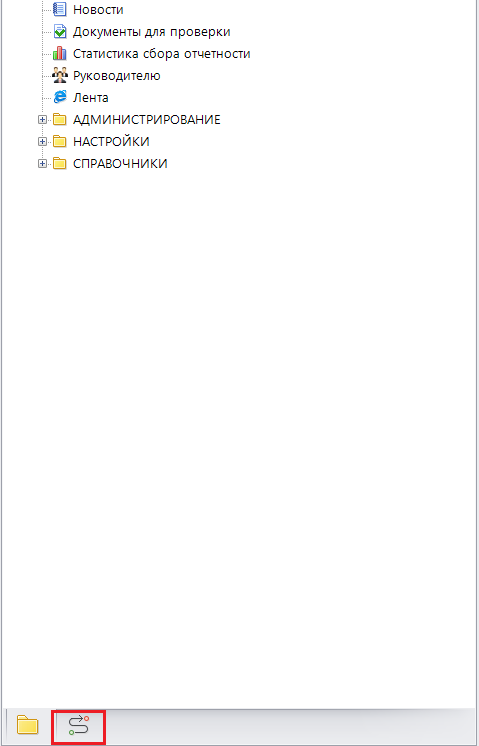 Новости
Документы для проверки
Статистика сбора отчетности
Руководителю
Лента
АДМИНИСТРИРОВАНИЕ
НАСТРОЙКИ
СПРАВОЧНИКИ